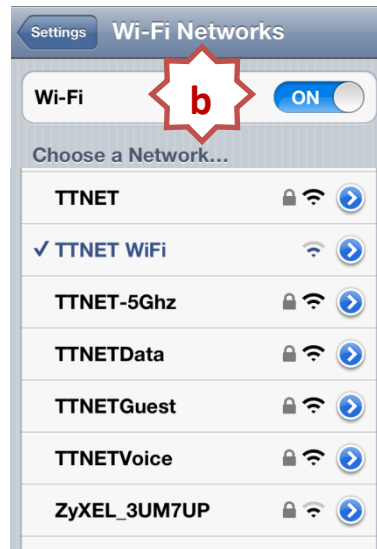 Settings Wi-Fi Networks
Wi-Fi b ON
Choose a Network...
TTNET
TTNET WiFi
TTNET-5Ghz
TTNETData
TTNETGuest
TTNETVoice
ZyXEL_3UM7UP